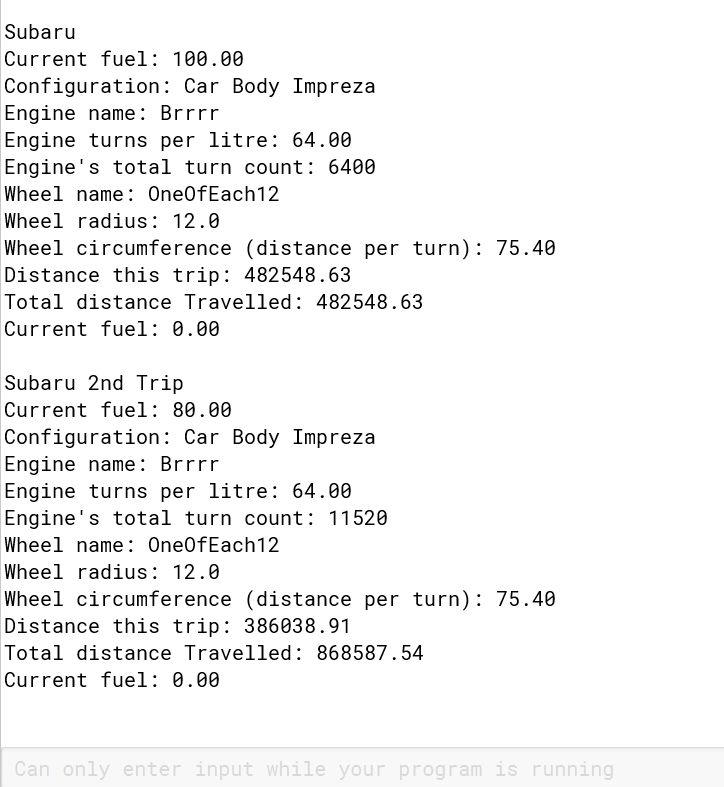 Subaru
Current fuel: 100.00
Configuration: Car Body Impreza
Engine name: Brrrr
Engine turns per litre: 64.00
Engine's total turn count: 6400
Wheel name: OneOfEach12
Wheel radius: 12.0
Wheel circumference (distance per turn): 75.40
Distance this trip: 482548.63
Total distance Travelled: 482548.63
Current fuel: 0.00
Subaru 2nd Trip
Current fuel: 80.00
Configuration: Car Body Impreza
Engine name: Brrrr
Engine turns per litre: 64.00
Engine's total turn count: 11520
Wheel name: OneOfEach12
Wheel radius: 12.0
Wheel circumference (distance per turn): 75.40
Distance this trip: 386038.91
Total distance Travelled: 868587.54
Current fuel: 0.00
Can only enter input while your program is running